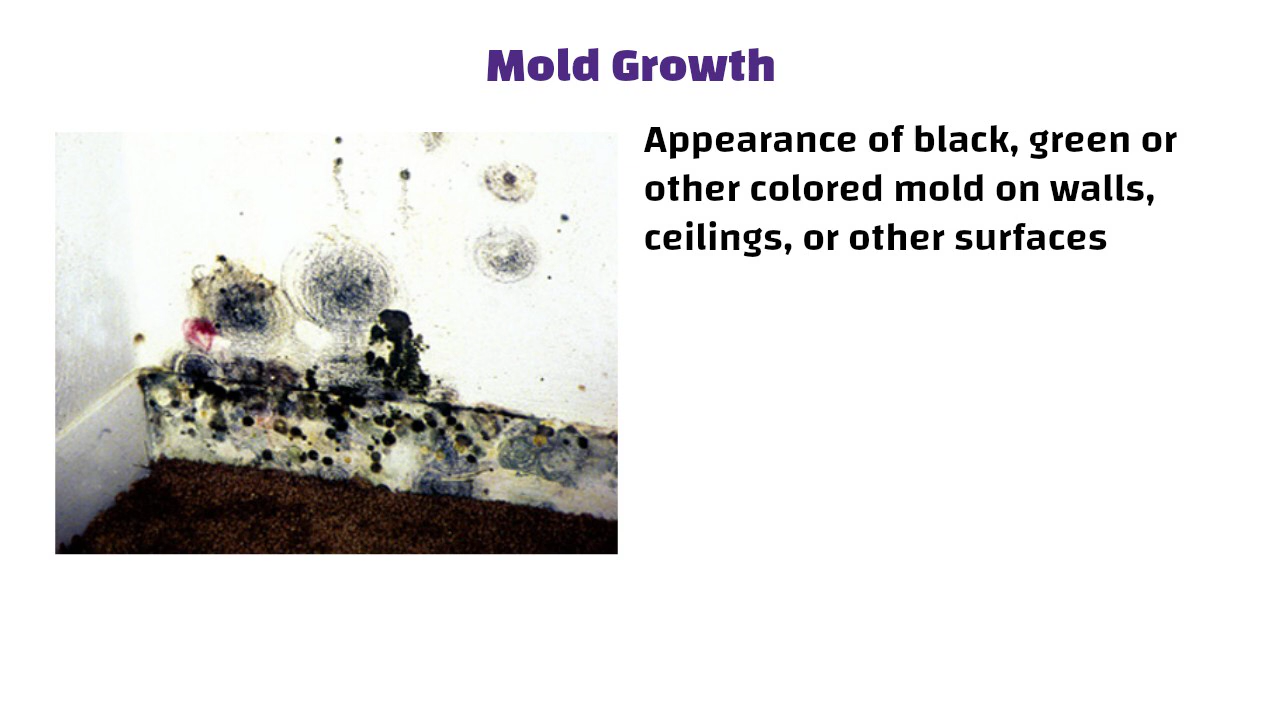 Mold Growth
Appearance of black, green or
other colored mold on walls,
ceilings, or other surfaces